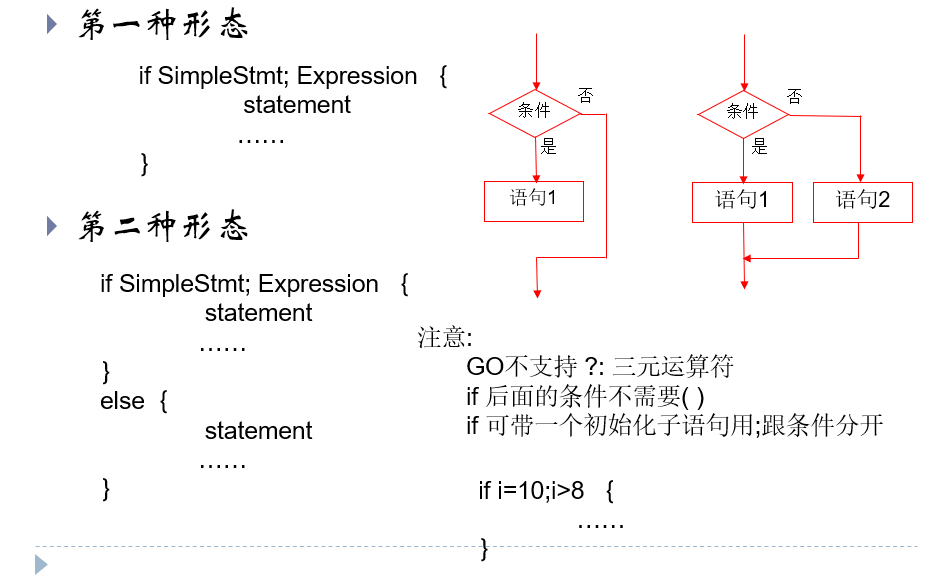 第一种形态
if SimpleStmt; Expression {
statement
……
}
第二种形态
if SimpleStmt; Expression {
statement
……
}
else {
statement
……
}
条件
否
是
语句1
条件
否
是
语句1
语句2
注意:
GO不支持 ?: 三元运算符
if 后面的条件不需要( )
if 可带一个初始化子语句用;跟条件分开
if i=10;i>8 {
……
}